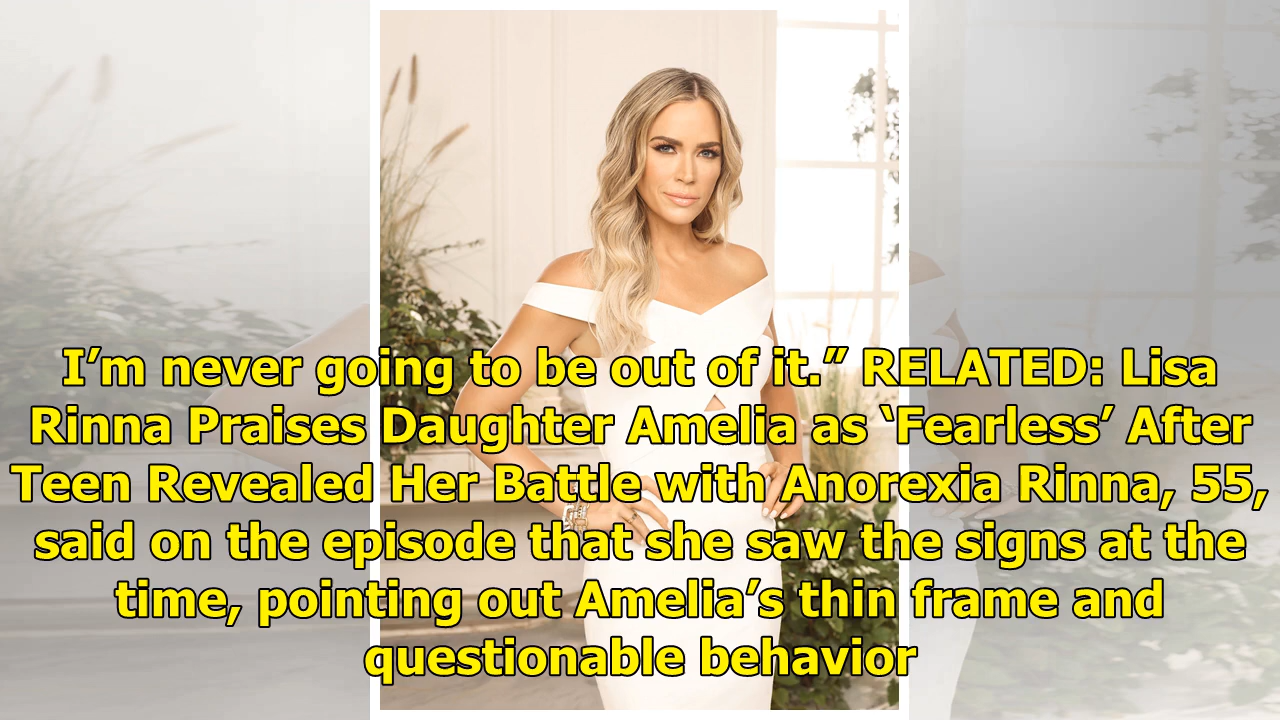 I’m never going to be out of it.” RELATED: Lisa
Rinna Praises Daughter Amelia as ‘Fearless’ After
Teen Revealed Her Battle with Anorexia Rinna, 55,
said on the episode that she saw the signs at the
time, pointing out Amelia’s thin frame and
questionable behavior